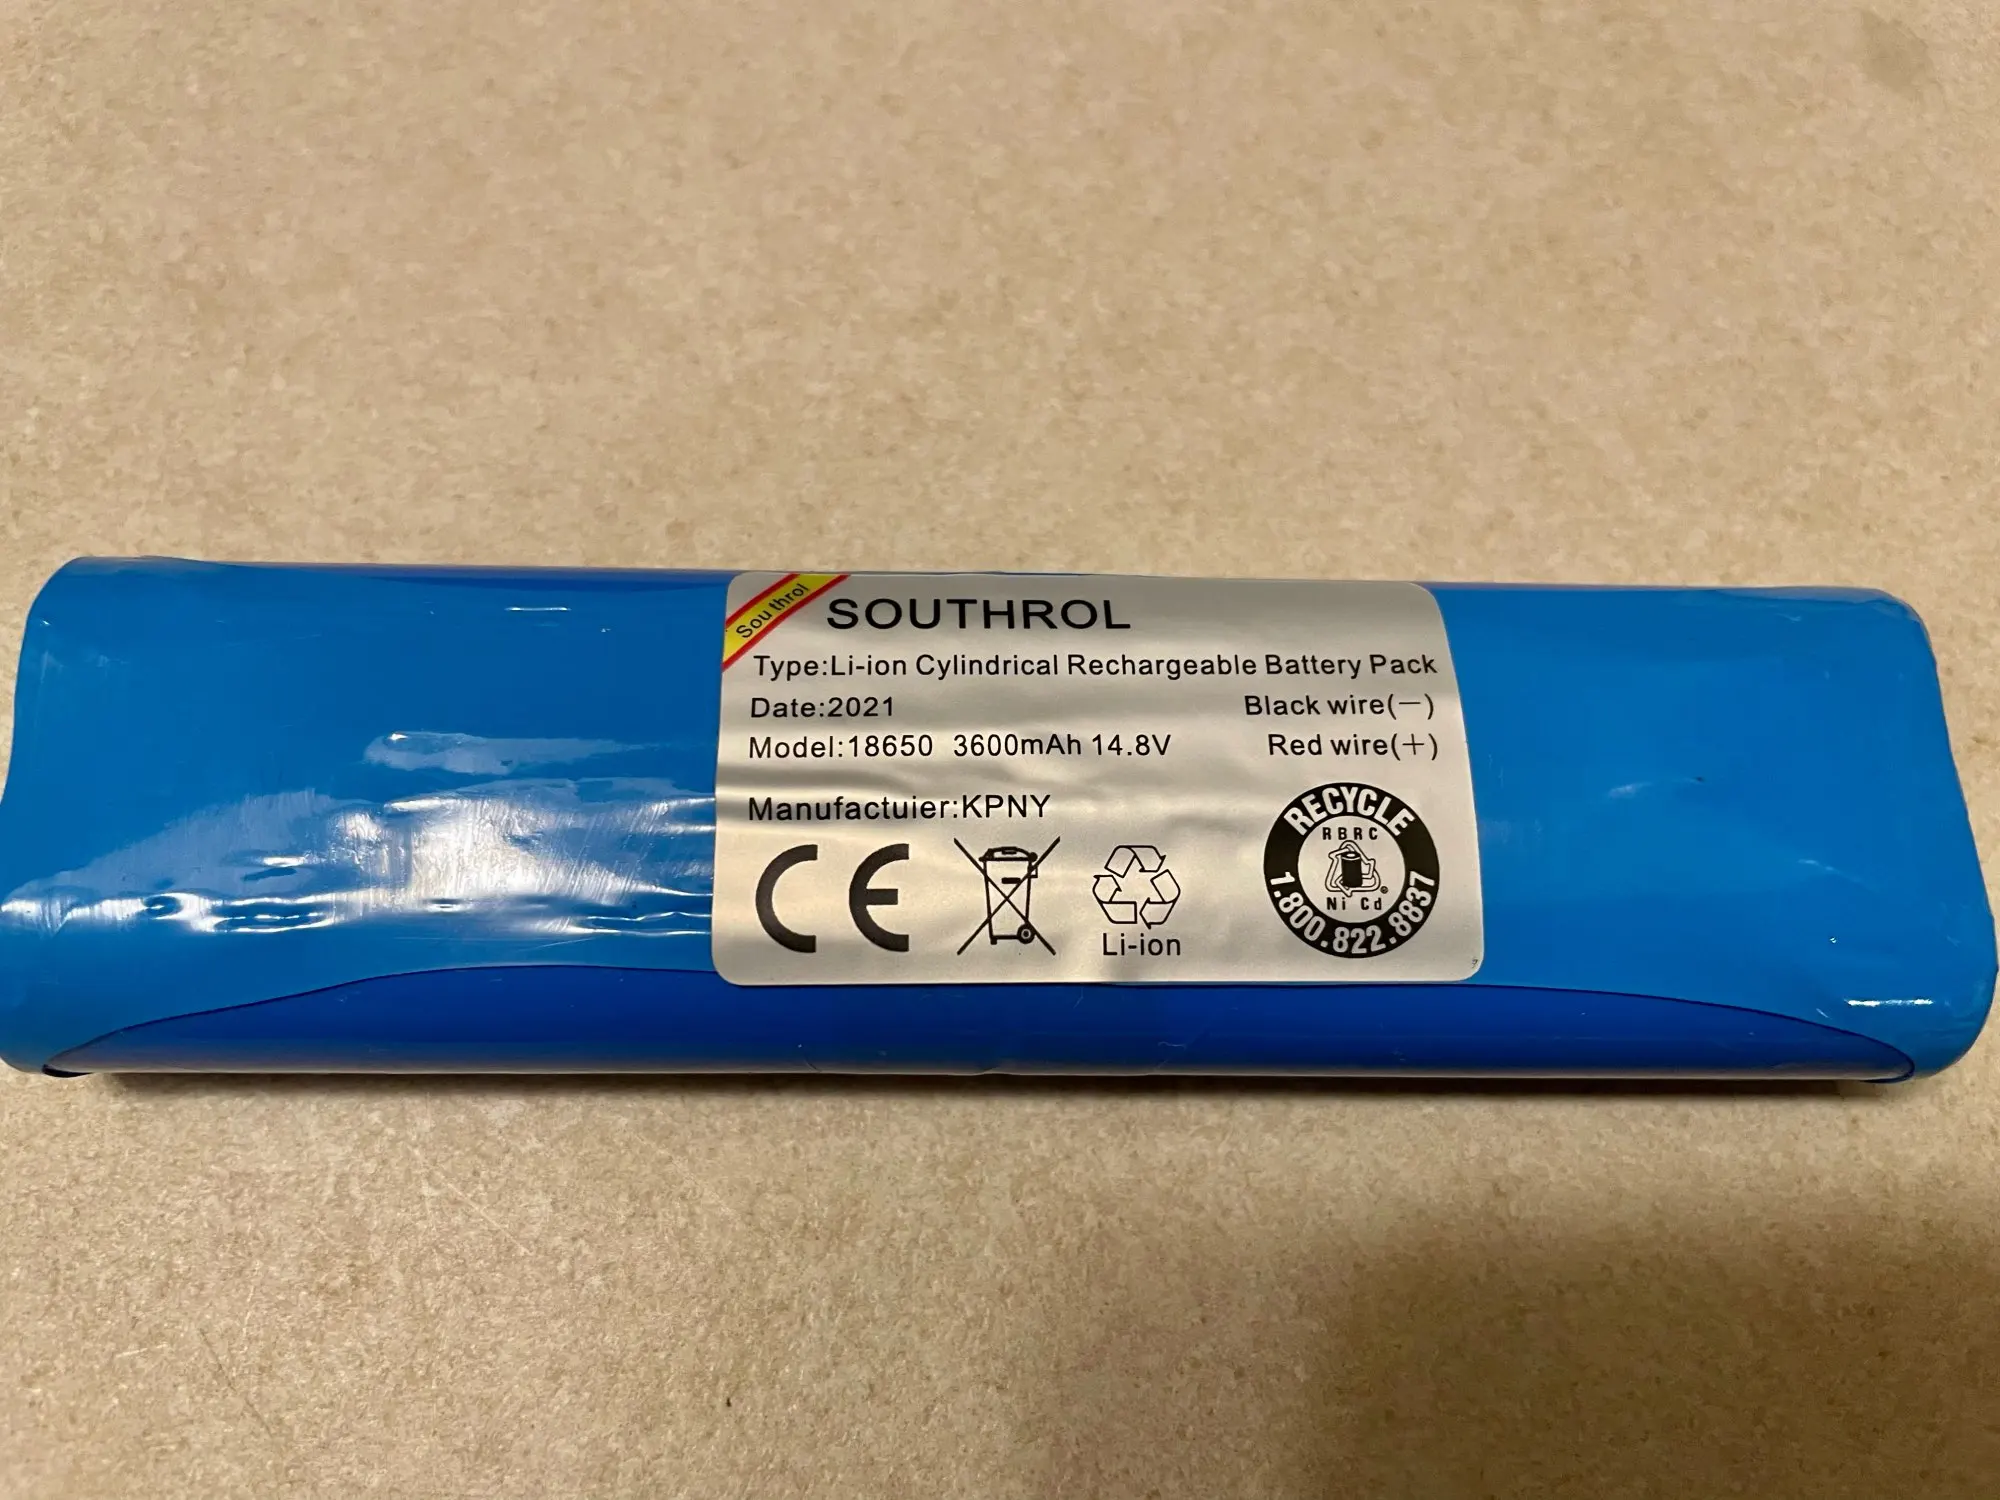 Sou throl
SOUTHROL
Type:Li-ion Cylindrical Rechargeable Battery Pack
Date:2021
Black wire(—)
Model:18650 3600mAh 14.8V
Red wire(+)
Manufactuier:KPNY
CE
Li-ion
RECYCLE
RBRC
Ni Cd
1.800.822.8837